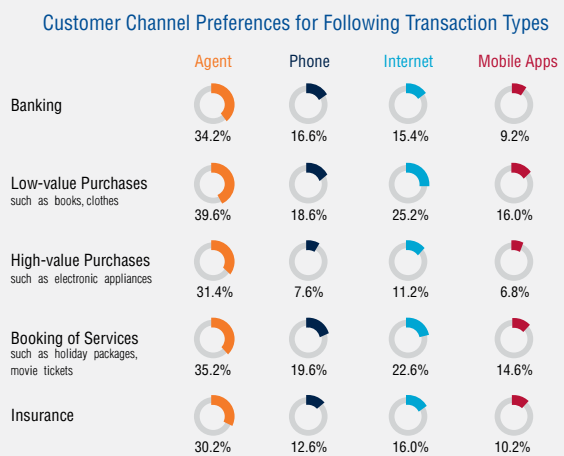 Customer Channel Preferences for Following Transaction Types
Agent Phone Internet Mobile Apps
Banking
34.2% 16.6% 15.4% 9.2%
Low-value Purchases
such as books, clothes
39.6% 18.6% 25.2% 16.0%
High-value Purchases
such as electronic appliances
31.4% 7.6% 11.2% 6.8%
Booking of Services
such as holiday packages,
movie tickets
35.2% 19.6% 22.6% 14.6%
Insurance
30.2% 12.6% 16.0% 10.2%